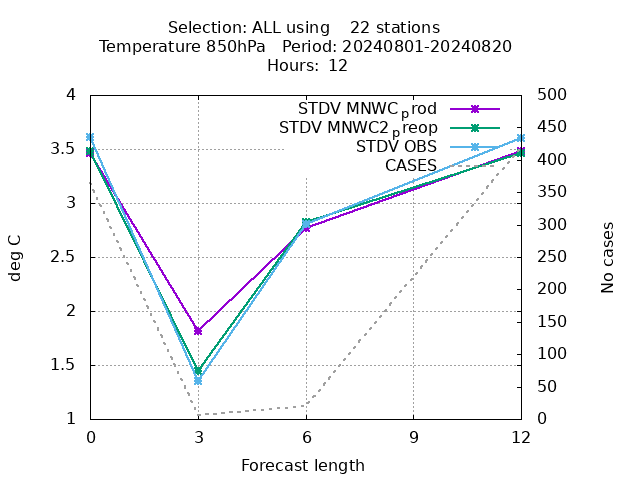 Selection: ALL using    22 stations
Temperature 850hPa   Period: 20240801-20240820
Hours: 12
4
3.5
3
2.5
2
1.5
1
500
450
400
350
300
250
200
150
100
50
0
STDV MNWC_prod
STDV MNWC2_preop
STDV OBS
CASES
deg C
No cases
0 3 6 9 12
Forecast length